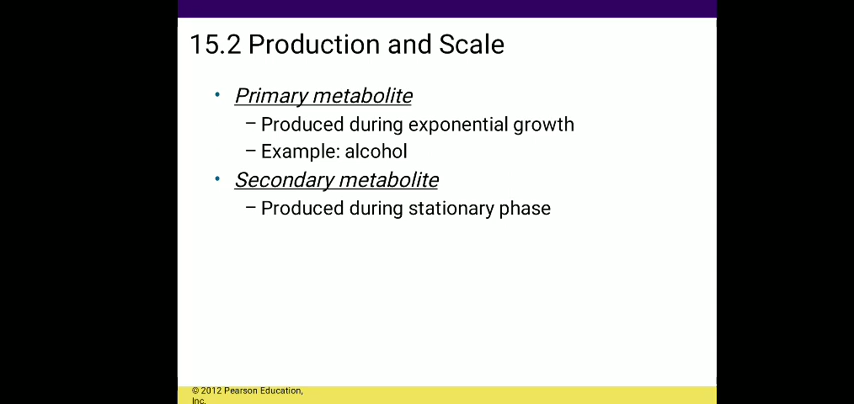 15.2 Production and Scale
• Primary metabolite
– Produced during exponential growth
– Example: alcohol
• Secondary metabolite
– Produced during stationary phase
© 2012 Pearson Education,
Inc.